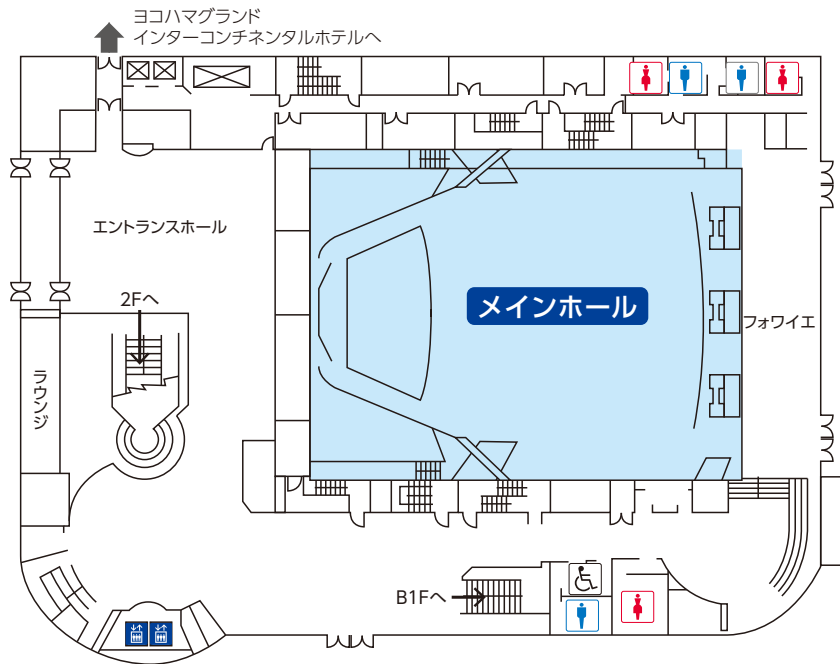 ヨコハマグランド
インターコンチネンタルホテルへ
エントランスホール
2Fへ
メインホール
フォワイエ
ラウンジ
B1Fへ